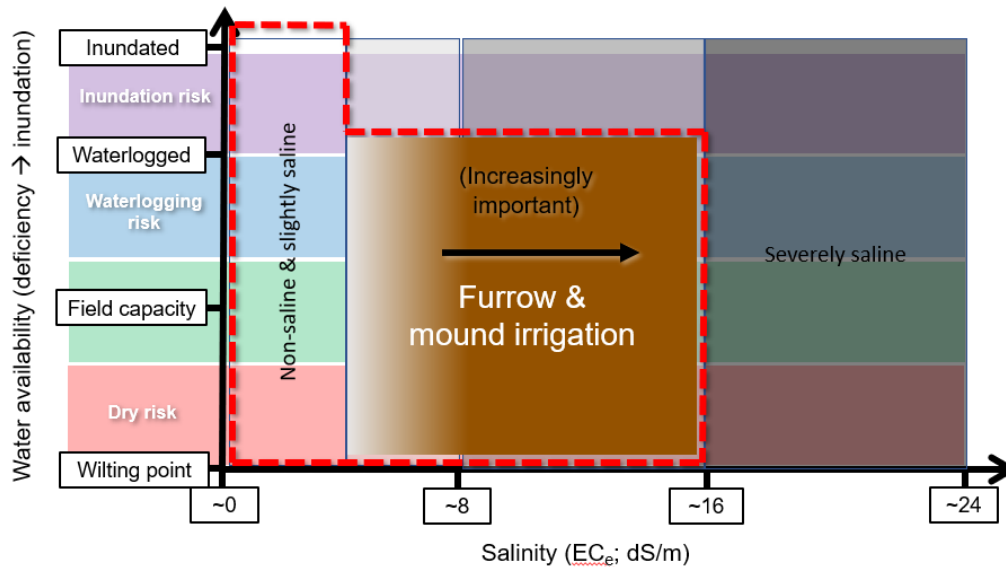 Water availability (deficiency → inundation)
Inundated
Inundation risk
Waterlogged
Waterlogging
risk
Field capacity
Dry risk
Wilting point
Non-saline & slightly saline
(Increasingly
important)
Furrow &
mound irrigation
Severely saline
~0
~8
~16
~24
Salinity (ECe; dS/m)